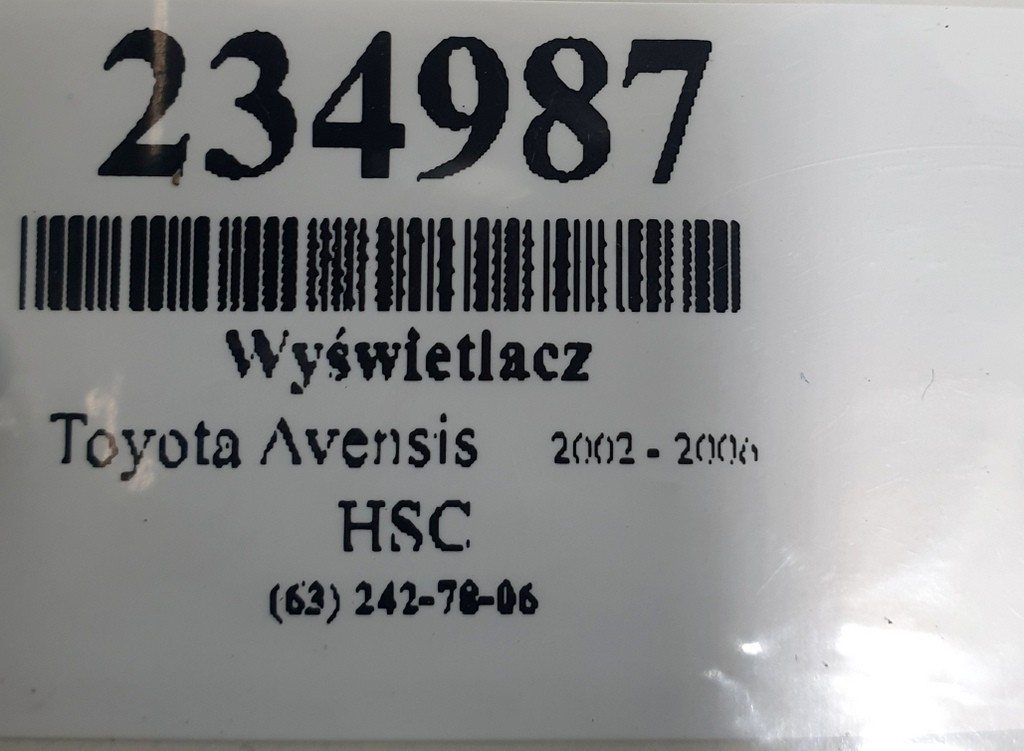 234987
Wyświetlacz
Toyota Avensis 2002 - 2006
HSC
(63) 242-78-06